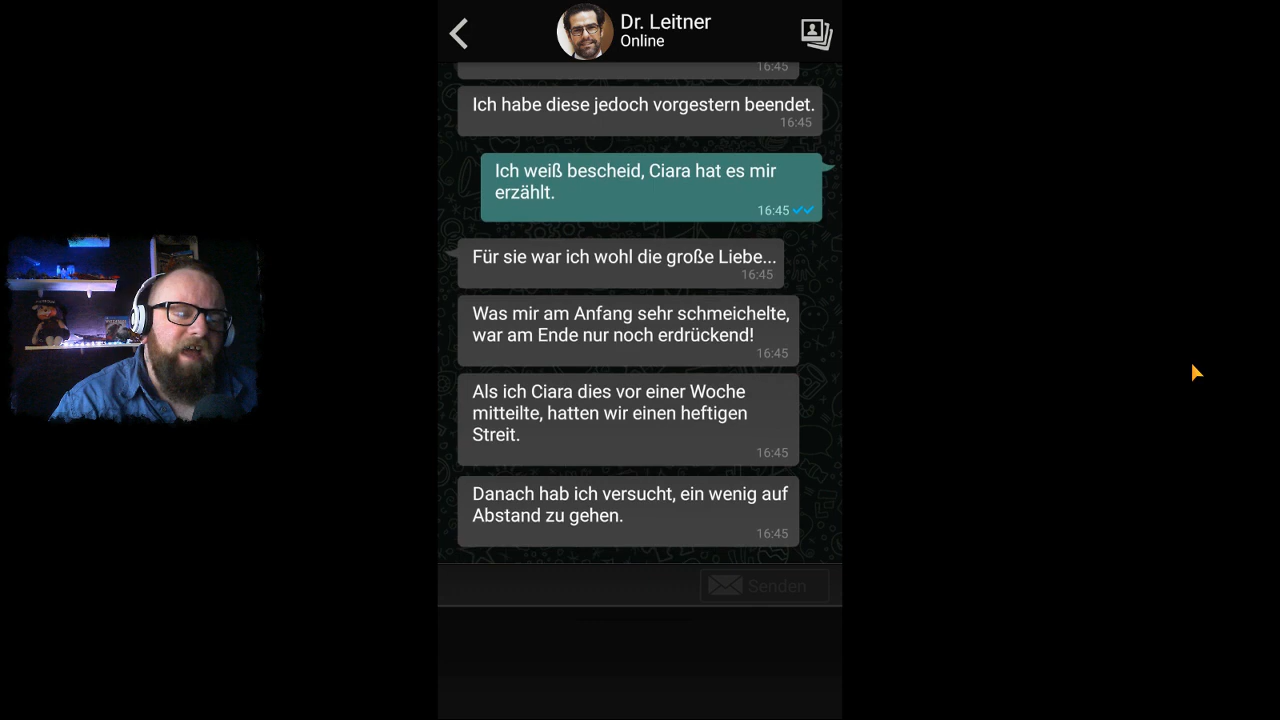 Dr. Leitner
Online
16:45
Ich habe diese jedoch vorgestern beendet.
16:45
Ich weiß bescheid, Ciara hat es mir
erzählt.
16:45
Für sie war ich wohl die große Liebe...
16:45
Was mir am Anfang sehr schmeichelte,
war am Ende nur noch erdrückend!
16:45
Als ich Ciara dies vor einer Woche
mitteilte, hatten wir einen heftigen
Streit.
16:45
Danach hab ich versucht, ein wenig auf
Abstand zu gehen.
16:45
Senden